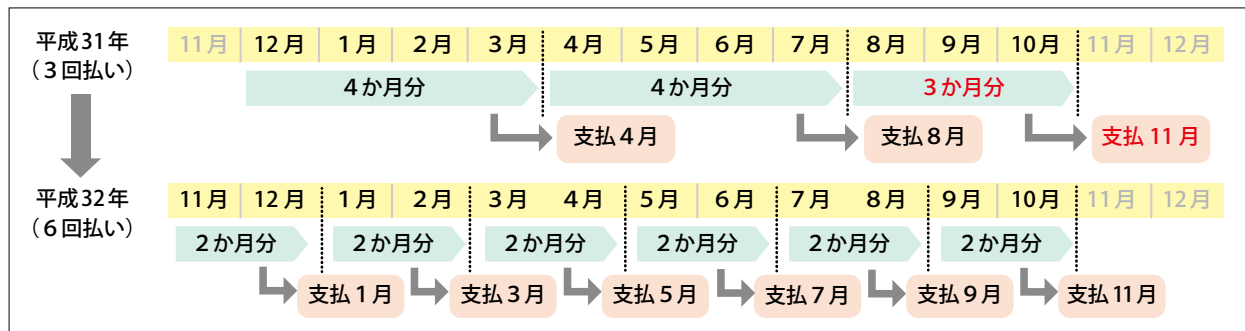 平成31年
(3回払い)
11月 12月 1月 2月 3月 4月 5月 6月 7月 8月 9月 10月 11月 12月
4か月分 4か月分 3か月分
支払4月 支払8月 支払11月
平成32年
(6回払い)
11月 12月 1月 2月 3月 4月 5月 6月 7月 8月 9月 10月 11月 12月
2か月分 2か月分 2か月分 2か月分 2か月分 2か月分
支払1月 支払3月 支払5月 支払7月 支払9月 支払11月